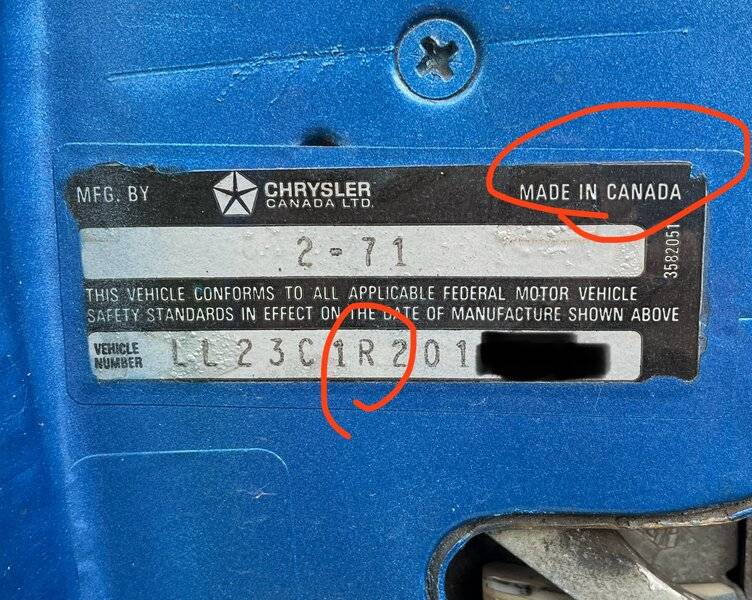 MFG. BY CHRYSLER CANADA LTD. MADE IN CANADA
2-71
3582051
THIS VEHICLE CONFORMS TO ALL APPLICABLE FEDERAL MOTOR VEHICLE
SAFETY STANDARDS IN EFFECT ON THE DATE OF MANUFACTURE SHOWN ABOVE
VEHICLE NUMBER LL23C1R201